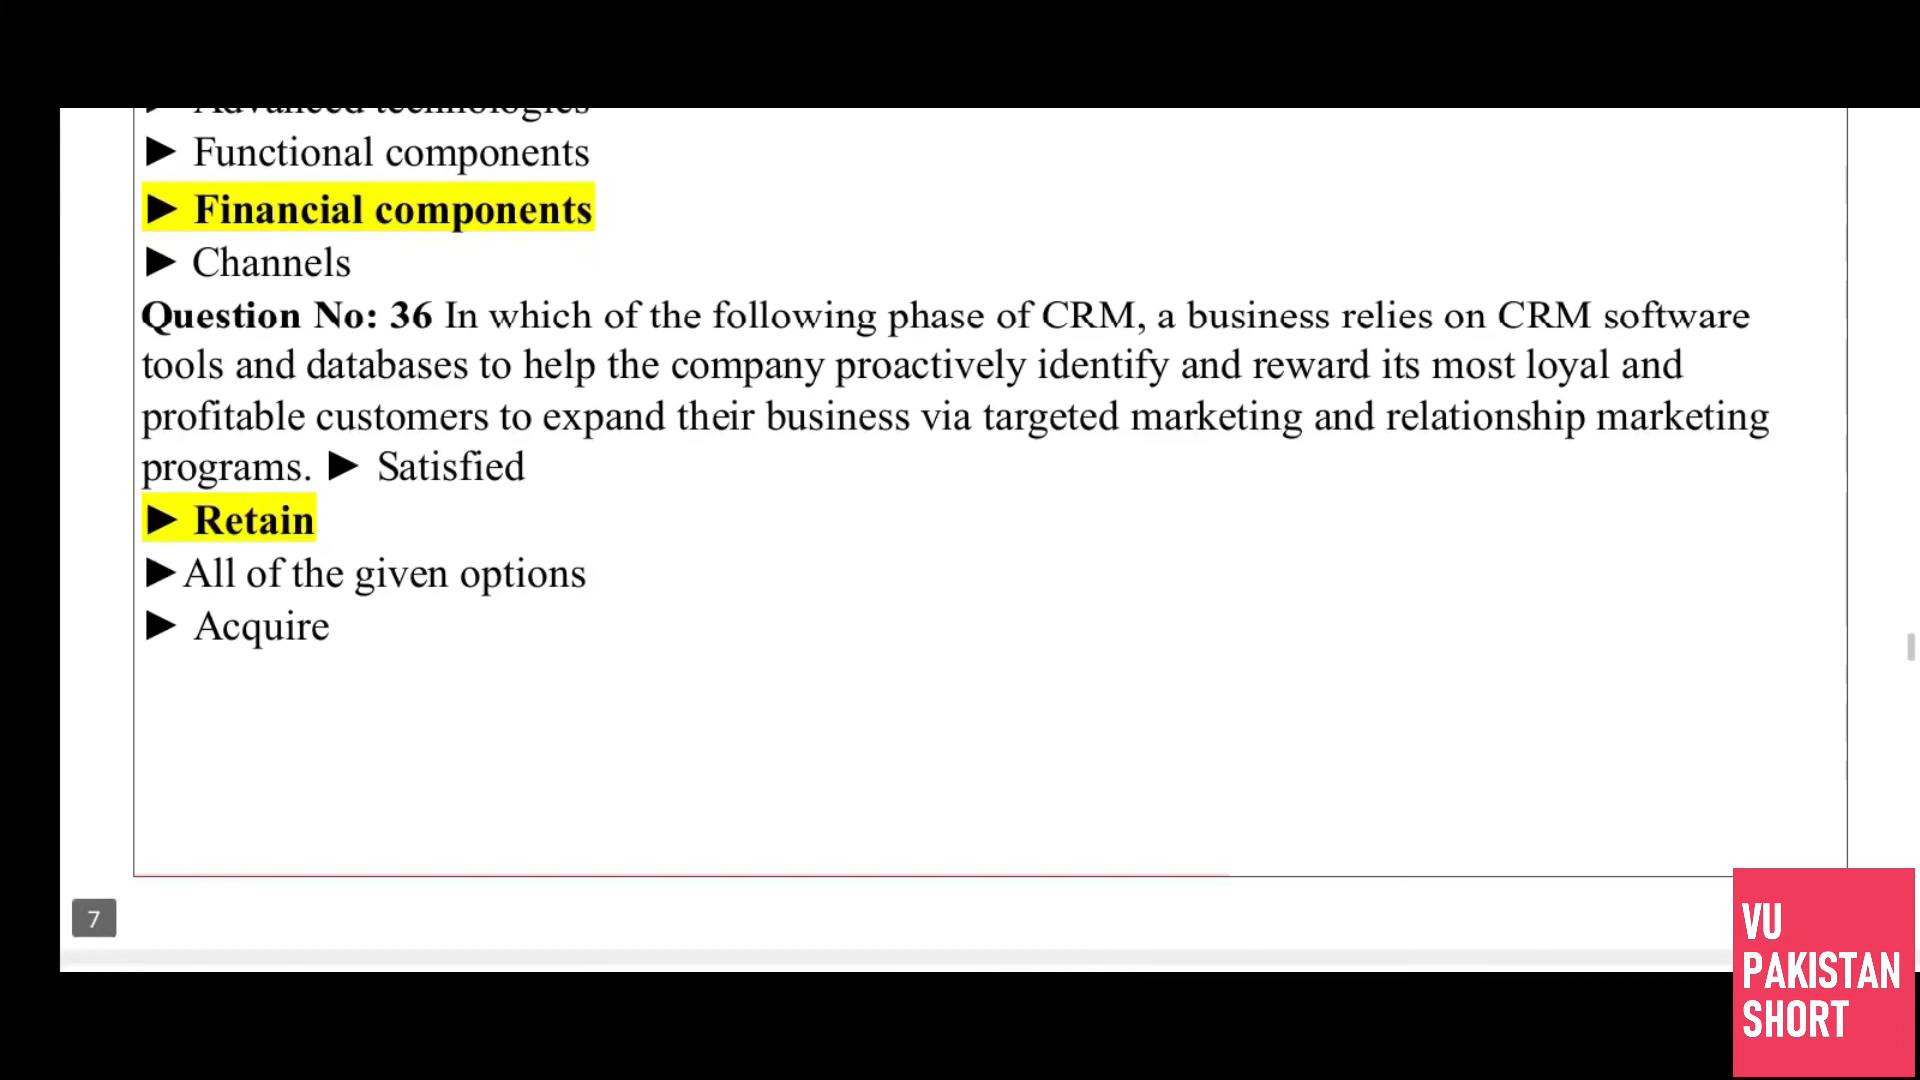 ► Advanced technologies
► Functional components
► Financial components
► Channels
Question No: 36 In which of the following phase of CRM, a business relies on CRM software
tools and databases to help the company proactively identify and reward its most loyal and
profitable customers to expand their business via targeted marketing and relationship marketing
programs. ► Satisfied
► Retain
►All of the given options
► Acquire
7
VU
PAKISTAN
SHORT